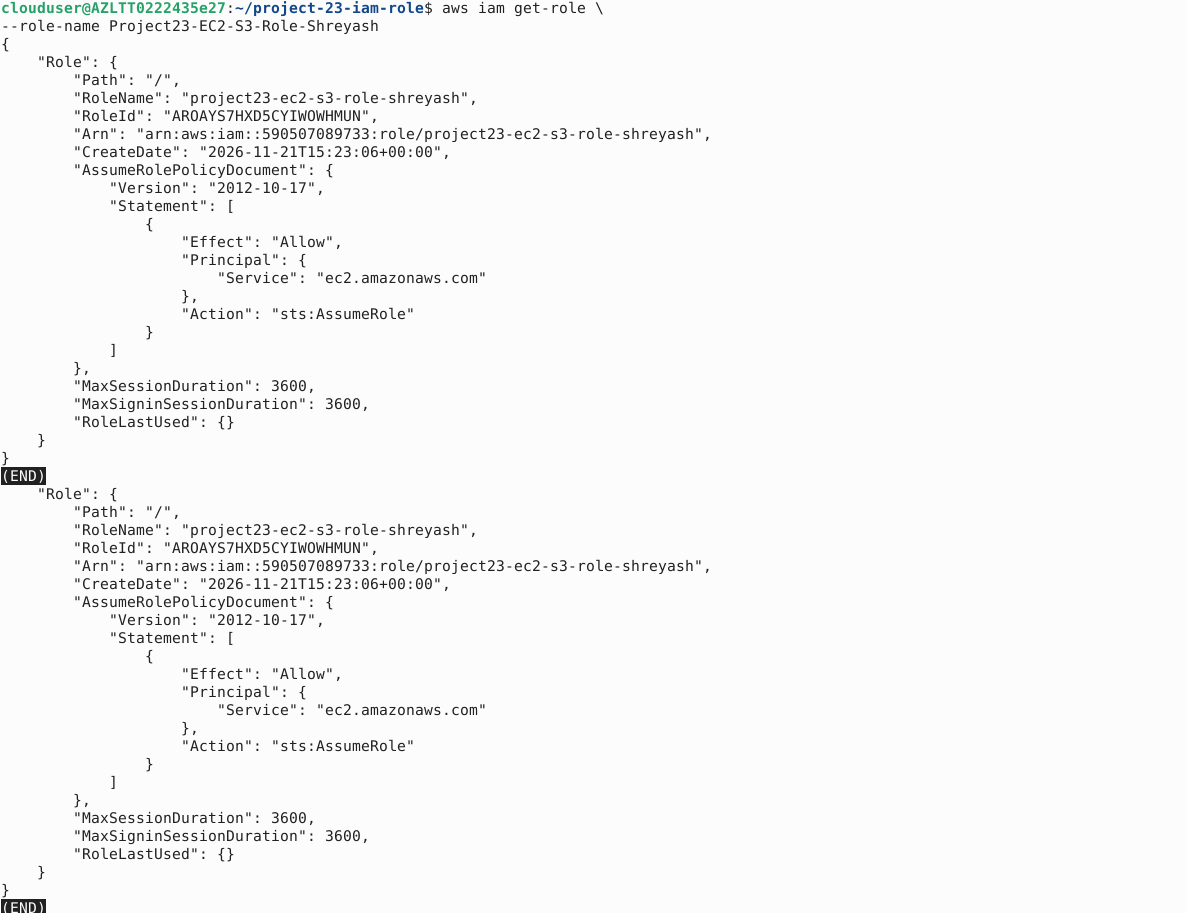 clouduser@AZLTT0222435e27:~/project-23-iam-role$ aws iam get-role \
--role-name Project23-EC2-S3-Role-Shreyash
{
    "Role": {
        "Path": "/",
        "RoleName": "project23-ec2-s3-role-shreyash",
        "RoleId": "AROAYS7HXD5CYIWOWHMUN",
        "Arn": "arn:aws:iam::590507089733:role/project23-ec2-s3-role-shreyash",
        "CreateDate": "2026-11-21T15:23:06+00:00",
        "AssumeRolePolicyDocument": {
            "Version": "2012-10-17",
            "Statement": [
                {
                    "Effect": "Allow",
                    "Principal": {
                        "Service": "ec2.amazonaws.com"
                    },
                    "Action": "sts:AssumeRole"
                }
            ]
        },
        "MaxSessionDuration": 3600,
        "MaxSigninSessionDuration": 3600,
        "RoleLastUsed": {}
    }
}
(END)
    "Role": {
        "Path": "/",
        "RoleName": "project23-ec2-s3-role-shreyash",
        "RoleId": "AROAYS7HXD5CYIWOWHMUN",
        "Arn": "arn:aws:iam::590507089733:role/project23-ec2-s3-role-shreyash",
        "CreateDate": "2026-11-21T15:23:06+00:00",
        "AssumeRolePolicyDocument": {
            "Version": "2012-10-17",
            "Statement": [
                {
                    "Effect": "Allow",
                    "Principal": {
                        "Service": "ec2.amazonaws.com"
                    },
                    "Action": "sts:AssumeRole"
                }
            ]
        },
        "MaxSessionDuration": 3600,
        "MaxSigninSessionDuration": 3600,
        "RoleLastUsed": {}
    }
}
(END)